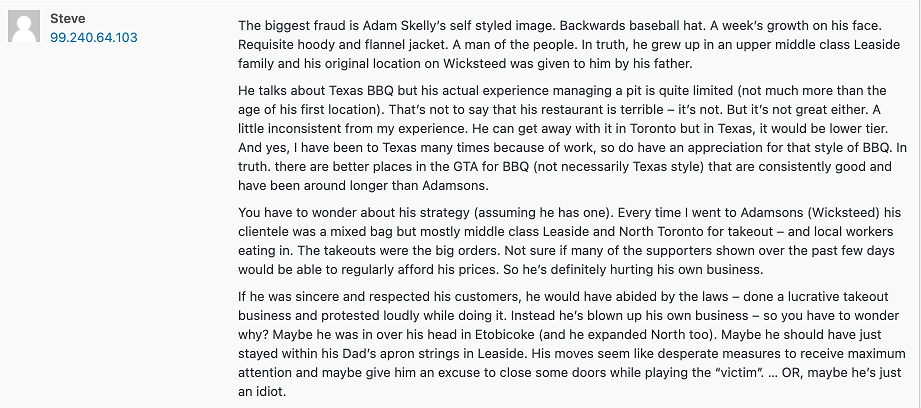 Steve
99.240.64.103
The biggest fraud is Adam Skelly's self styled image. Backwards baseball hat. A week's growth on his face.
Requisite hoody and flannel jacket. A man of the people. In truth, he grew up in an upper middle class Leaside
family and his original location on Wicksteed was given to him by his father.
He talks about Texas BBQ but his actual experience managing a pit is quite limited (not much more than the
age of his first location). That's not to say that his restaurant is terrible – it's not. But it's not great either. A
little inconsistent from my experience. He can get away with it in Toronto but in Texas, it would be lower tier.
And yes, I have been to Texas many times because of work, so do have an appreciation for that style of BBQ. In
truth. there are better places in the GTA for BBQ (not necessarily Texas style) that are consistently good and
have been around longer than Adamsons.
You have to wonder about his strategy (assuming he has one). Every time I went to Adamsons (Wicksteed) his
clientele was a mixed bag but mostly middle class Leaside and North Toronto for takeout – and local workers
eating in. The takeouts were the big orders. Not sure if many of the supporters shown over the past few days
would be able to regularly afford his prices. So he's definitely hurting his own business.
If he was sincere and respected his customers, he would have abided by the laws – done a lucrative takeout
business and protested loudly while doing it. Instead he's blown up his own business – so you have to wonder
why? Maybe he was in over his head in Etobicoke (and he expanded North too). Maybe he should have just
stayed within his Dad's apron strings in Leaside. His moves seem like desperate measures to receive maximum
attention and maybe give him an excuse to close some doors while playing the "victim". ... OR, maybe he's just
an idiot.